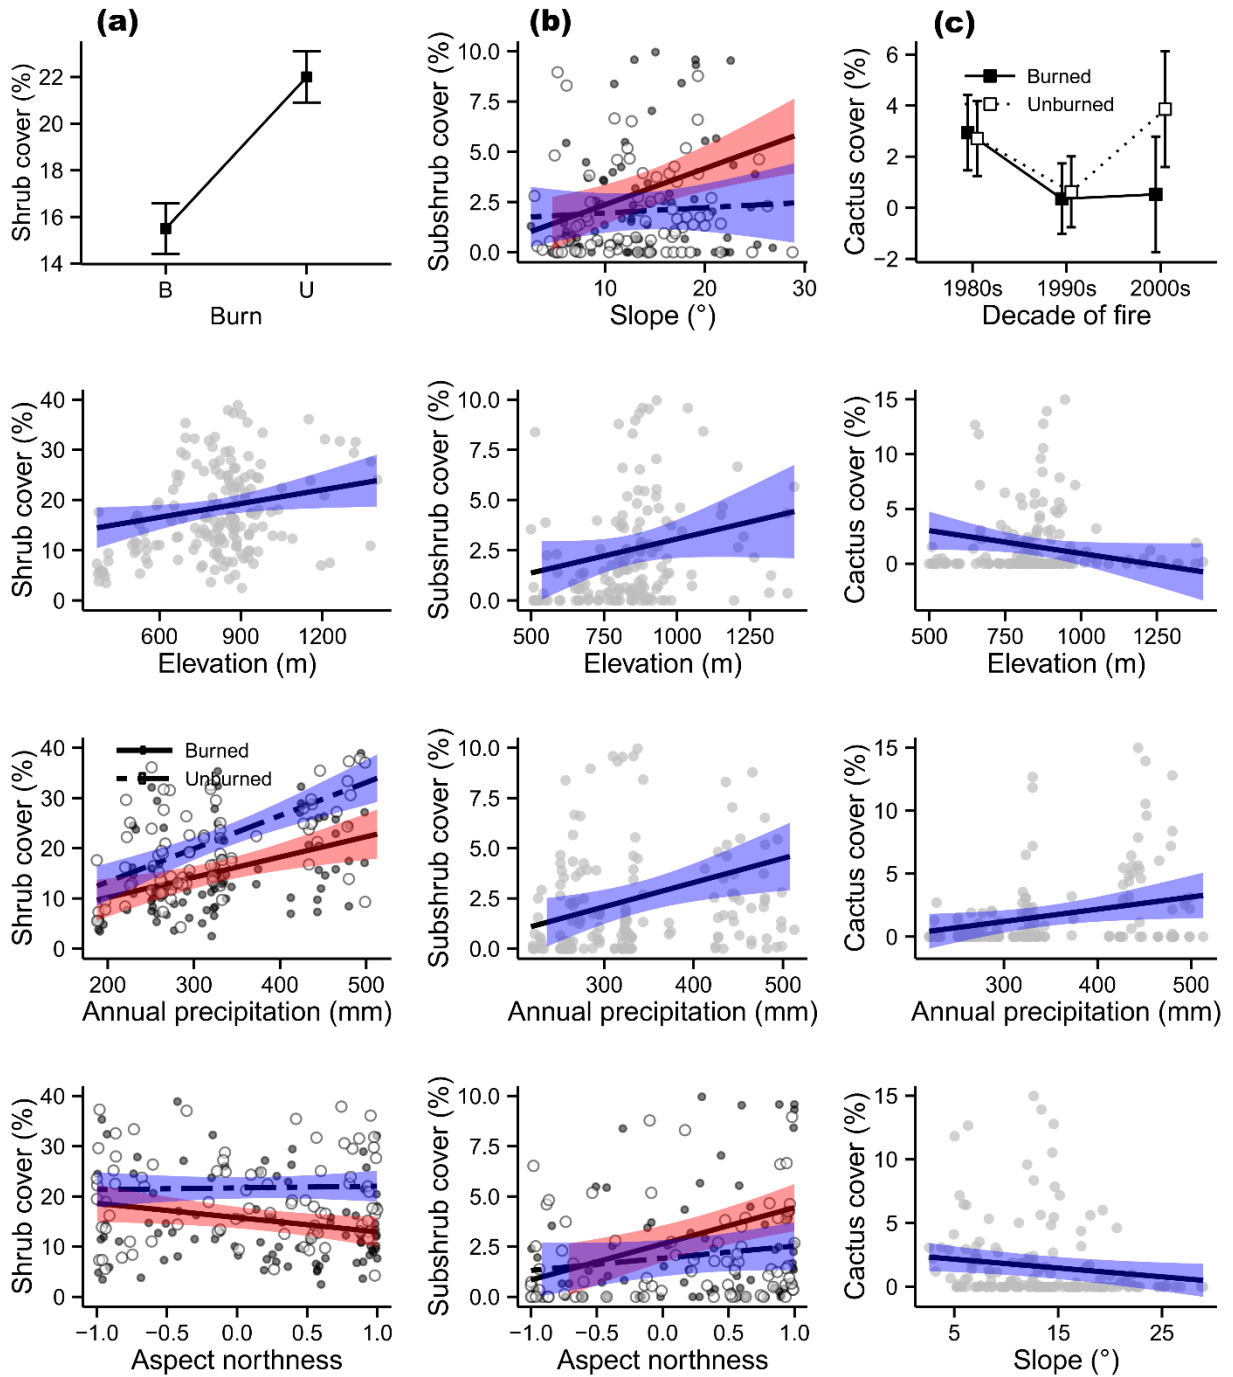 (a)
Shrub cover (%)
22
20
18
16
14
B
U
Burn
(b)
Subshrub cover (%)
10.0
7.5
5.0
2.5
0.0
10
20
30
Slope (°)
(c)
Cactus cover (%)
6
4
2
0
−2
Burned
Unburned
1980s
1990s
2000s
Decade of fire
Shrub cover (%)
40
30
20
10
0
600
900
1200
Elevation (m)
Subshrub cover (%)
10.0
7.5
5.0
2.5
0.0
500
750
1000
1250
Elevation (m)
Cactus cover (%)
15
10
5
0
500
750
1000
1250
Elevation (m)
Shrub cover (%)
40
30
20
10
0
Burned
Unburned
200
300
400
500
Annual precipitation (mm)
Subshrub cover (%)
10.0
7.5
5.0
2.5
0.0
300
400
500
Annual precipitation (mm)
Cactus cover (%)
15
10
5
0
300
400
500
Annual precipitation (mm)
Shrub cover (%)
40
30
20
10
0
−1.0
−0.5
0.0
0.5
1.0
Aspect northness
Subshrub cover (%)
10.0
7.5
5.0
2.5
0.0
−1.0
−0.5
0.0
0.5
1.0
Aspect northness
Cactus cover (%)
15
10
5
0
5
15
25
Slope (°)